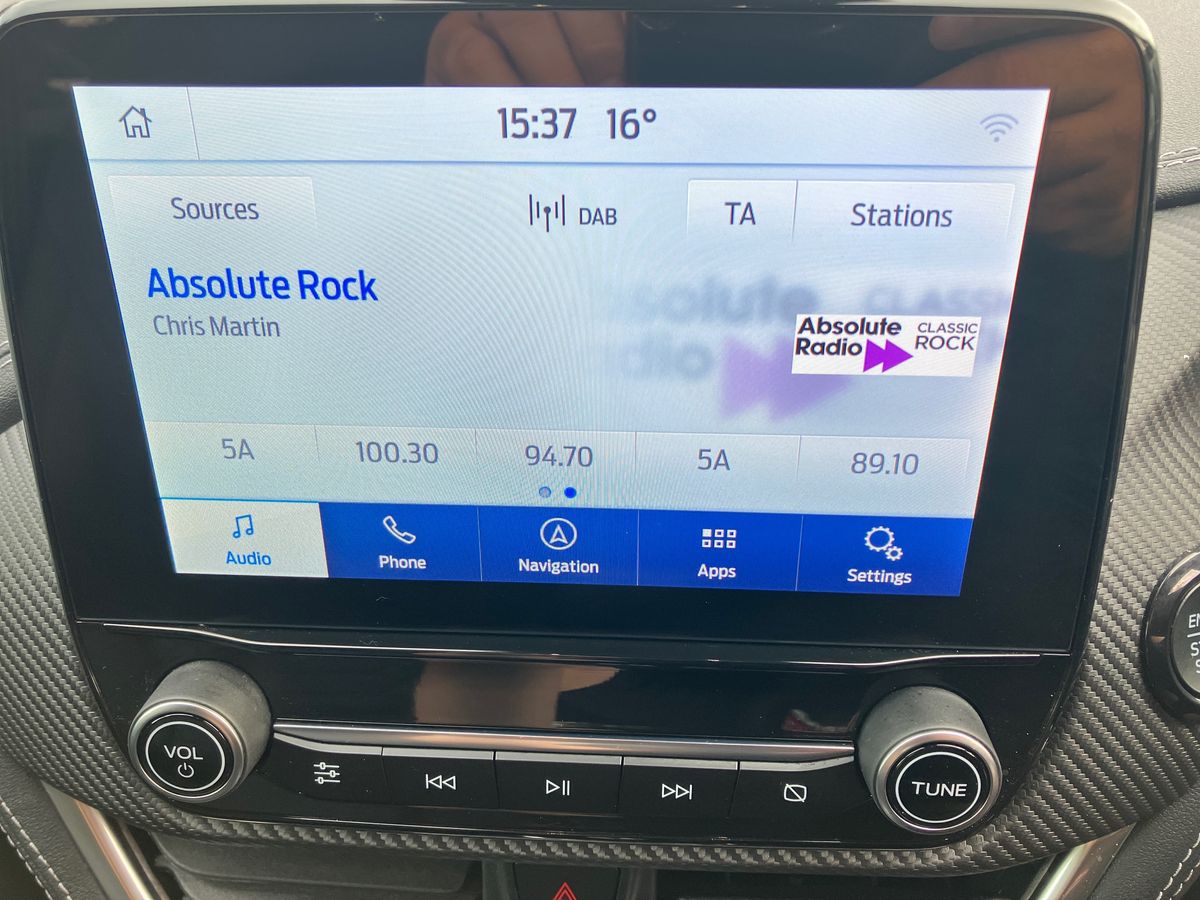 15:37 16°
Sources DAB TA Stations
Absolute Rock
Chris Martin
Absolute Radio
CLASSIC ROCK
5A 100.30 94.70 5A 89.10
Audio Phone Navigation Apps Settings
VOL
TUNE